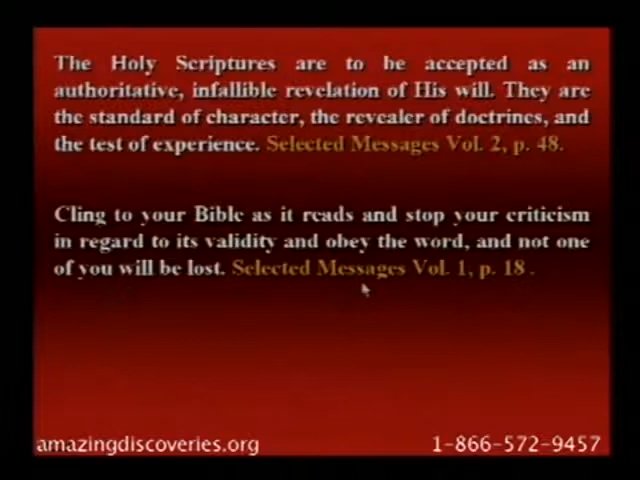 The Holy Scriptures are to be accepted as an
authoritative, infallible revelation of His will. They are
the standard of character, the revealer of doctrines, and
the test of experience. Selected Messages Vol. 2, p. 48.
Cling to your Bible as it reads and stop your criticism
in regard to its validity and obey the word, and not one
of you will be lost. Selected Messages Vol. 1, p. 18 .
amazingdiscoveries.org
1-866-572-9457